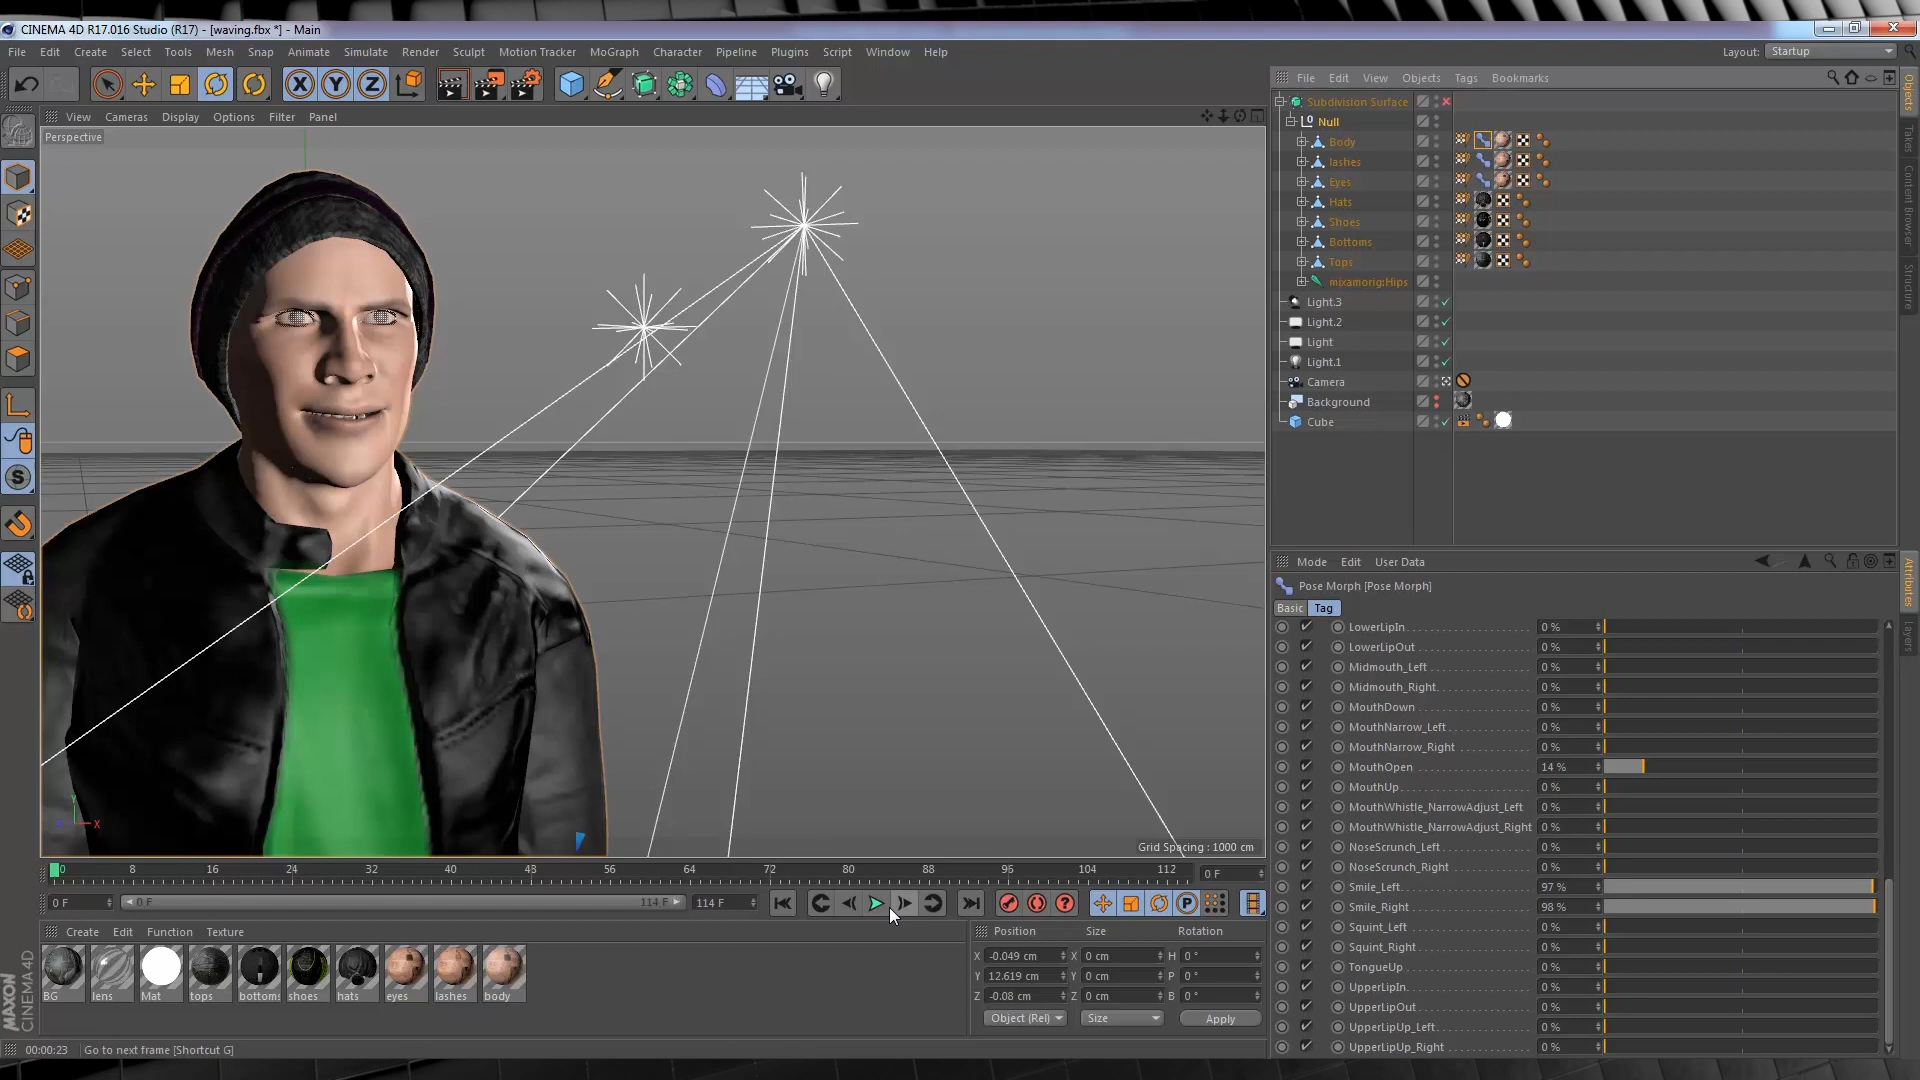 CINEMA 4D R17.016 Studio (R17) - [waving.fbx *] - Main
File Edit Create Select Tools Mesh Snap Animate Simulate Render Sculpt Motion Tracker MoGraph Character Pipeline Plugins Script Window Help
Layout: Startup
X Y Z
View Cameras Display Options Filter Panel
Perspective
Grid Spacing : 1000 cm
Y X
S
File Edit View Objects Tags Bookmarks
Subdivision Surface
Null
Body
lashes
Eyes
Hats
Shoes
Bottoms
Tops
mixamorig:Hips
Light.3
Light.2
Light
Light.1
Camera
Background
Cube
Objects
Takes
Content Browser
Structure
Mode Edit User Data
Pose Morph [Pose Morph]
Basic Tag
LowerLipIn 0 %
LowerLipOut 0 %
Midmouth_Left 0 %
Midmouth_Right 0 %
MouthDown 0 %
MouthNarrow_Left 0 %
MouthNarrow_Right 0 %
MouthOpen 14 %
MouthUp 0 %
MouthWhistle_NarrowAdjust_Left 0 %
MouthWhistle_NarrowAdjust_Right 0 %
NoseScrunch_Left 0 %
NoseScrunch_Right 0 %
Smile_Left 97 %
Smile_Right 98 %
Squint_Left 0 %
Squint_Right 0 %
TongueUp 0 %
UpperLipIn 0 %
UpperLipOut 0 %
UpperLipUp_Left 0 %
UpperLipUp_Right 0 %
Attributes
Layers
0 8 16 24 32 40 48 56 64 72 80 88 96 104 112 0 F
0 F 0 F 114 F 114 F
Create Edit Function Texture
BG lens Mat tops bottoms shoes hats eyes lashes body
Position Size Rotation
X -0.049 cm X 0 cm H 0 °
Y 12.619 cm Y 0 cm P 0 °
Z -0.08 cm Z 0 cm B 0 °
Object (Rel) Size Apply
MAXON CINEMA 4D
00:00:23 Go to next frame [Shortcut G]